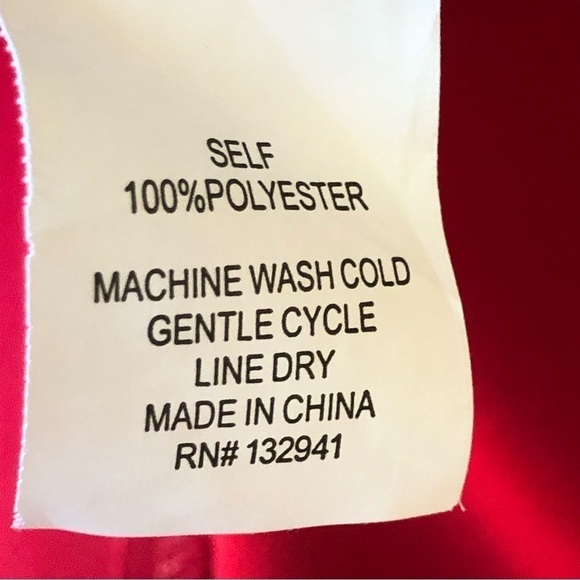 SELF
100%POLYESTER
MACHINE WASH COLD
GENTLE CYCLE
LINE DRY
MADE IN CHINA
RN# 132941